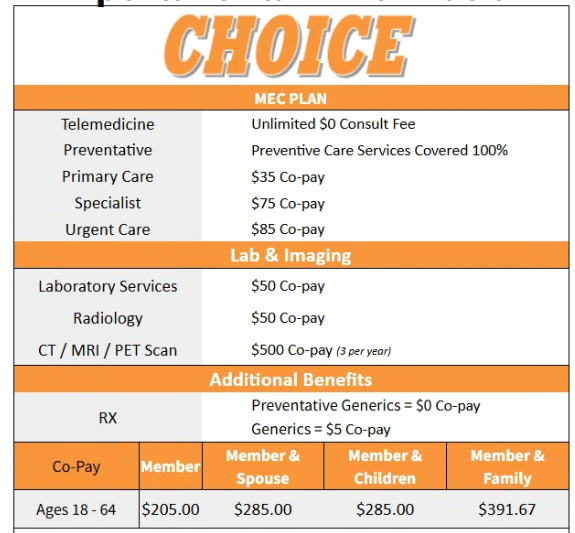 CHOICE
MEC PLAN
Telemedicine Unlimited $0 Consult Fee
Preventative Preventive Care Services Covered 100%
Primary Care $35 Co-pay
Specialist $75 Co-pay
Urgent Care $85 Co-pay
Lab & Imaging
Laboratory Services $50 Co-pay
Radiology $50 Co-pay
CT / MRI / PET Scan $500 Co-pay (3 per year)
Additional Benefits
RX Preventative Generics = $0 Co-pay
Generics = $5 Co-pay
Co-Pay Member Member & Spouse Member & Children Member & Family
Ages 18 - 64 $205.00 $285.00 $285.00 $391.67